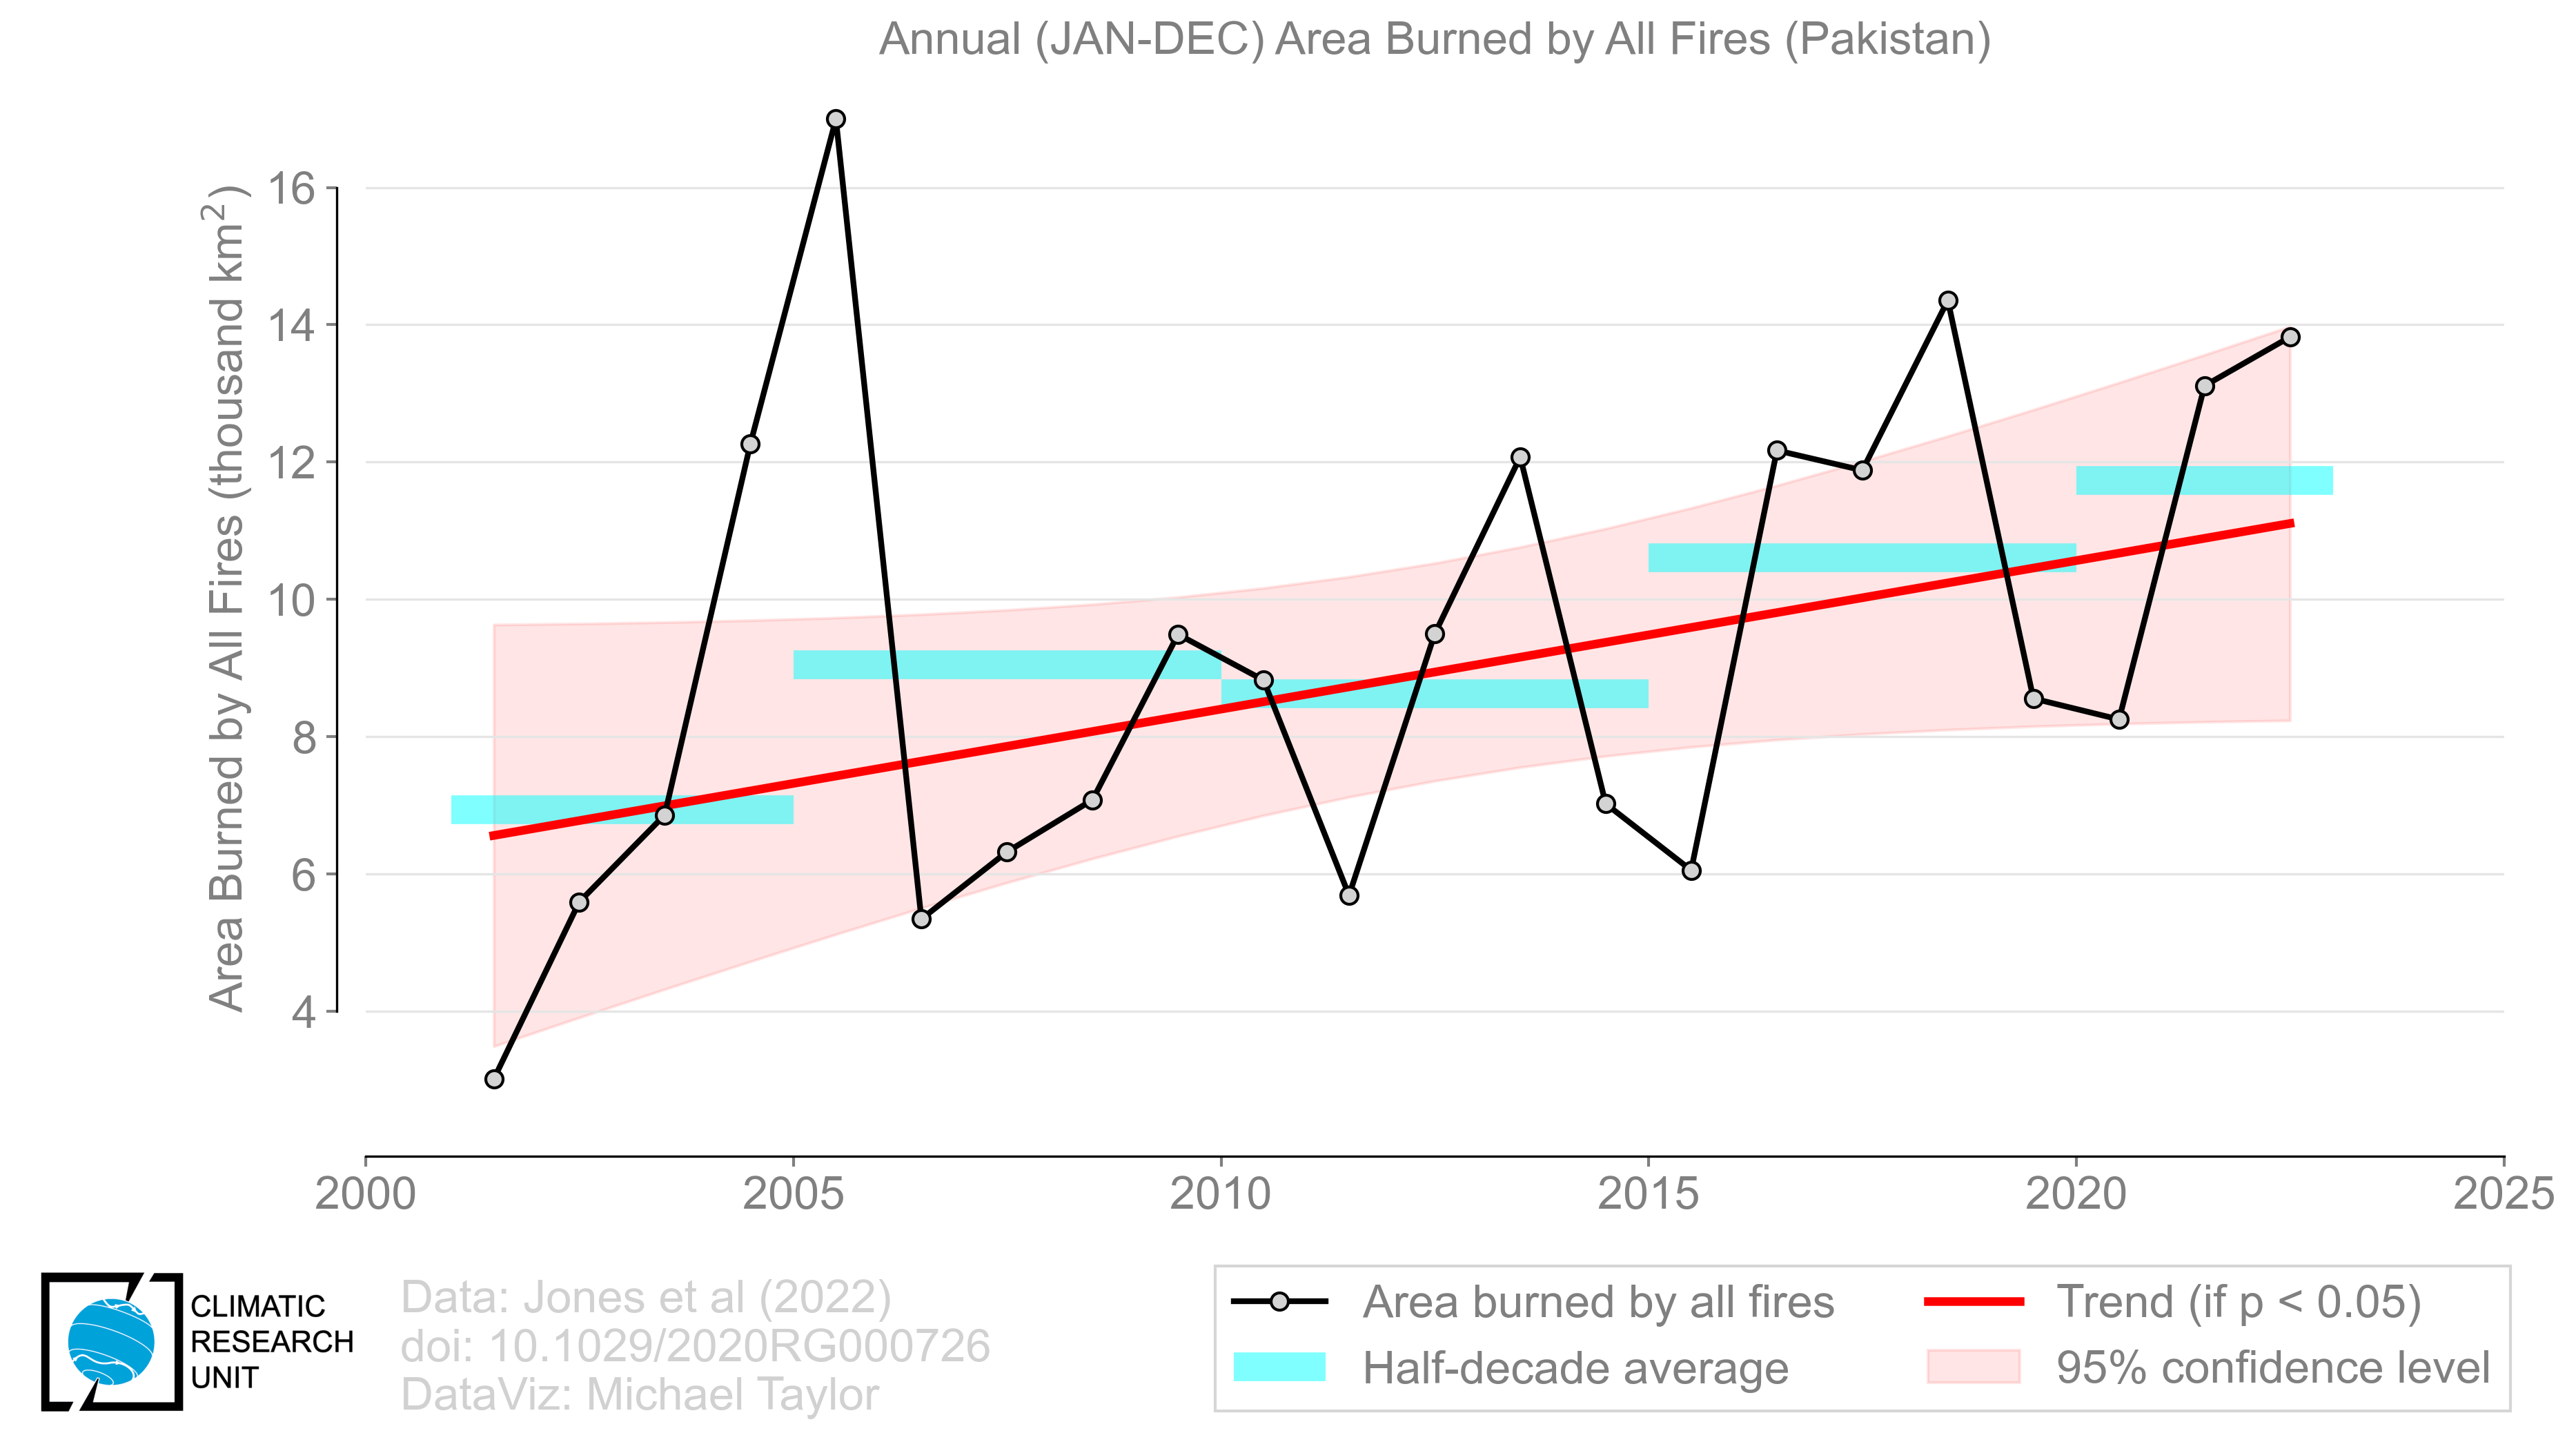 Annual (JAN-DEC) Area Burned by All Fires (Pakistan)
Area Burned by All Fires (thousand km²)
16
14
12
10
8
6
4
2000 2005 2010 2015 2020 2025
CLIMATIC
RESEARCH
UNIT
Data: Jones et al (2022)
doi: 10.1029/2020RG000726
DataViz: Michael Taylor
Area burned by all fires
Half-decade average
Trend (if p < 0.05)
95% confidence level